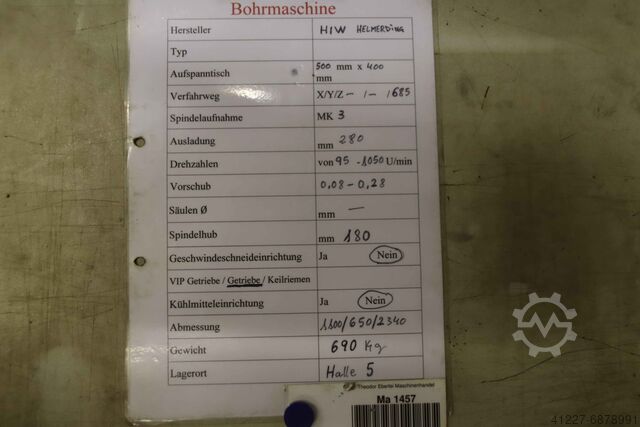 Bohrmaschine
Hersteller HIW HELMERDING
Typ
Aufspanntisch 500 mm x 400
mm
Verfahrweg X/Y/Z – / – / 685
Spindelaufnahme MK 3
Ausladung mm 280
Drehzahlen von 95 - 1050 U/min
Vorschub 0,08 – 0,28
Säulen Ø mm —
Spindelhub mm 180
Geschwindeschneideinrichtung Ja Nein
VIP Getriebe / Getriebe / Keilriemen
Kühlmitteleinrichtung Ja Nein
Abmessung 1100/650/2340
Gewicht 690 Kg
Lagerort Halle 5
Theodor Eberlei Maschinenhandel
Ma 1457
41227-6878991